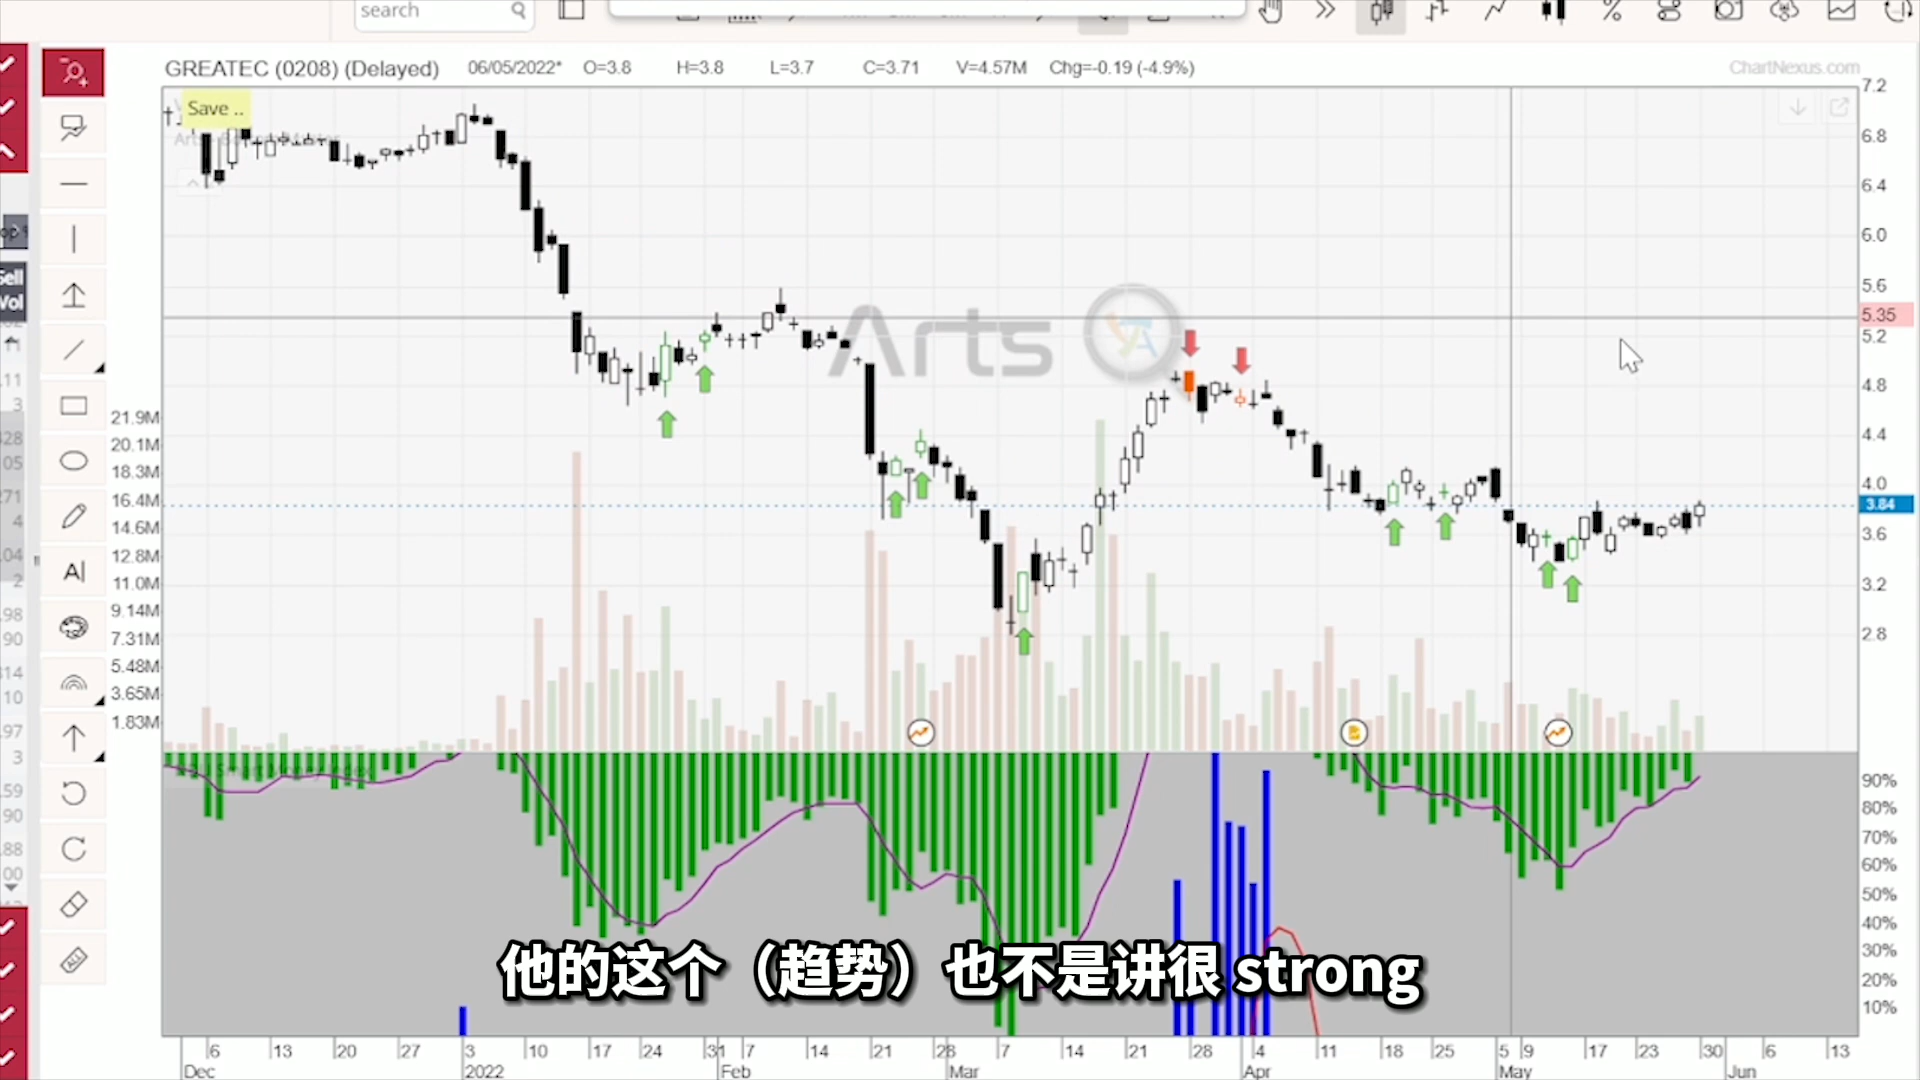 search
GREATEC (0208) (Delayed) 06/05/2022* O=3.8 H=3.8 L=3.7 C=3.71 V=4.57M Chg=-0.19 (-4.9%)
ChartNexus.com
Save ..
Arts
7.2
6.8
6.4
6.0
5.6
5.35
5.2
4.8
4.4
4.0
3.84
3.6
3.2
2.8
21.9M
20.1M
18.3M
16.4M
14.6M
12.8M
11.0M
9.14M
7.31M
5.48M
3.65M
1.83M
Sell
Vol
A
ALL
Smart Money Index
90%
80%
70%
60%
50%
40%
30%
20%
10%
他的这个（趋势）也不是讲很 strong
6 13 20 27 3 10 17 24 31 7 14 21 28 7 14 21 28 4 11 18 25 5 9 17 23 30 6 13
Dec 2022 Feb Mar Apr May Jun